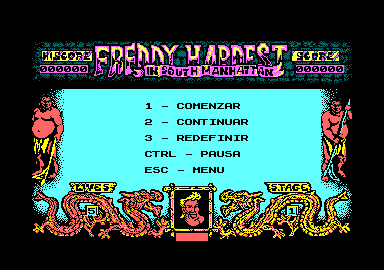 HISCORE FREDDY HARDEST SCORE
000000 IN SOUTH MANHATTAN 000000
1 - COMENZAR
2 - CONTINUAR
3 - REDEFINIR
CTRL - PAUSA
ESC - MENU
LIVES STAGE
5 1